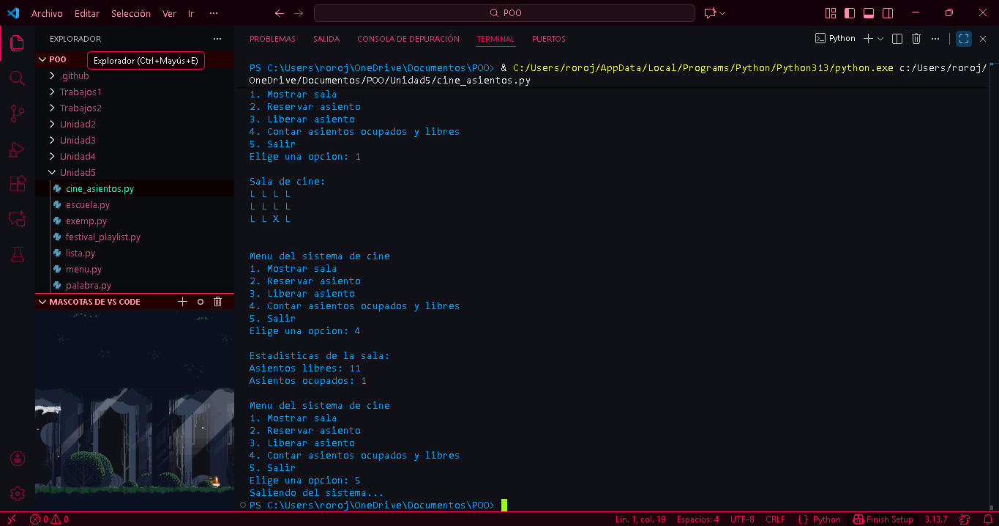 Archivo Editar Selección Ver Ir ...
POO
EXPLORADOR ...
POO
Explorador (Ctrl+Mayús+E)
.github
Trabajos1
Trabajos2
Unidad2
Unidad3
Unidad4
Unidad5
cine_asientos.py
escuela.py
exemp.py
festival_playlist.py
lista.py
menu.py
palabra.py
MASCOTAS DE VS CODE
PROBLEMAS SALIDA CONSOLA DE DEPURACIÓN TERMINAL PUERTOS
Python
PS C:\Users\roroj\OneDrive\Documentos\POO> & C:/Users/roroj/AppData/Local/Programs/Python/Python313/python.exe c:/Users/roroj/
OneDrive/Documentos/POO/Unidad5/cine_asientos.py
1. Mostrar sala
2. Reservar asiento
3. Liberar asiento
4. Contar asientos ocupados y libres
5. Salir
Elige una opcion: 1
Sala de cine:
L L L L
L L L L
L L X L
Menu del sistema de cine
1. Mostrar sala
2. Reservar asiento
3. Liberar asiento
4. Contar asientos ocupados y libres
5. Salir
Elige una opcion: 4
Estadisticas de la sala:
Asientos libres: 11
Asientos ocupados: 1
Menu del sistema de cine
1. Mostrar sala
2. Reservar asiento
3. Liberar asiento
4. Contar asientos ocupados y libres
5. Salir
Elige una opcion: 5
Saliendo del sistema...
PS C:\Users\roroj\OneDrive\Documentos\POO>
0 0 Lín. 1, col. 19 Espacios: 4 UTF-8 CRLF {} Python Finish Setup 3.13.7